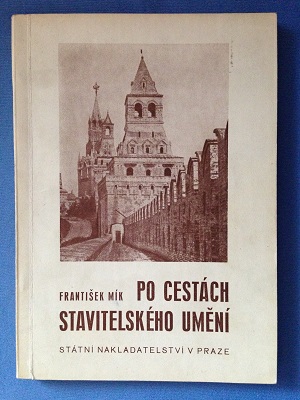 FRANTIŠEK MÍK PO CESTÁCH
STAVITELSKÉHO UMĚNÍ
STÁTNÍ NAKLADATELSTVÍ V PRAZE